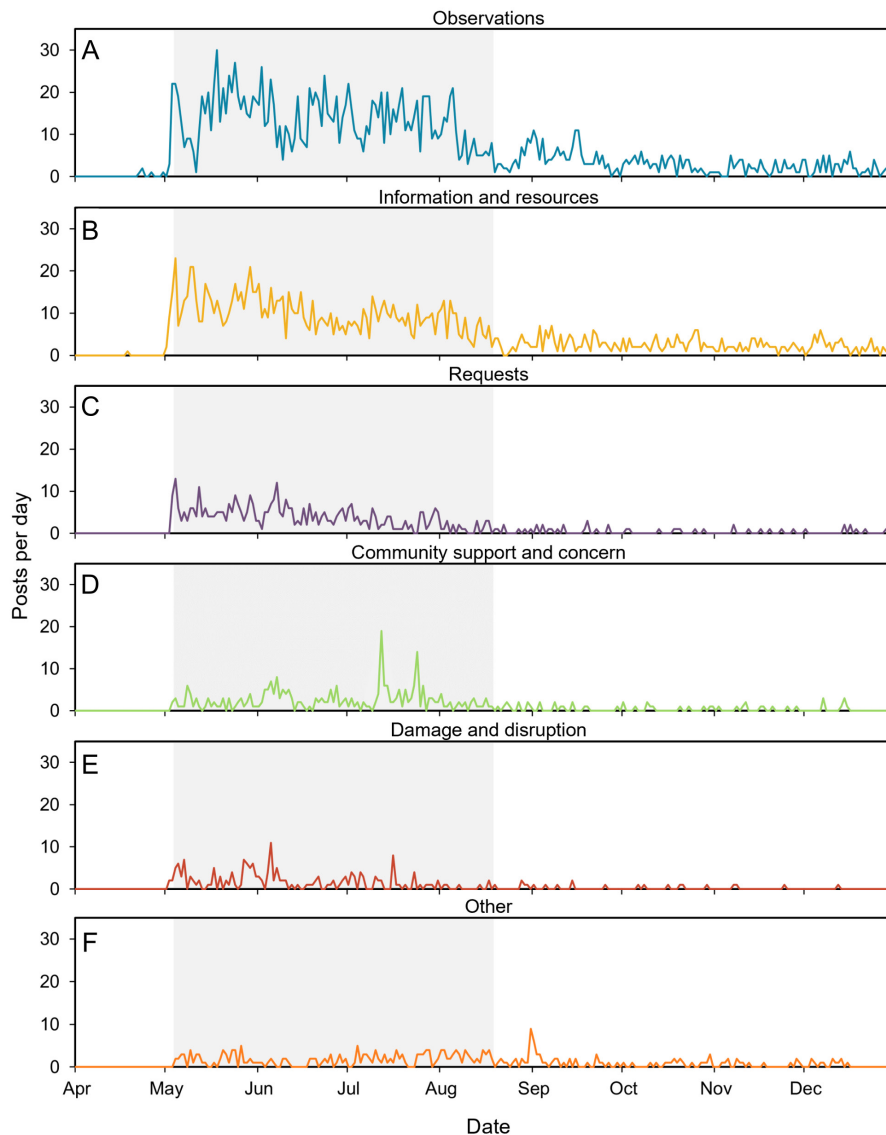 Observations
A
30
20
10
0
Information and resources
B
30
20
10
0
Requests
C
30
20
10
0
Posts per day
Community support and concern
D
30
20
10
0
Damage and disruption
E
30
20
10
0
Other
F
30
20
10
0
Apr May Jun Jul Aug Sep Oct Nov Dec
Date